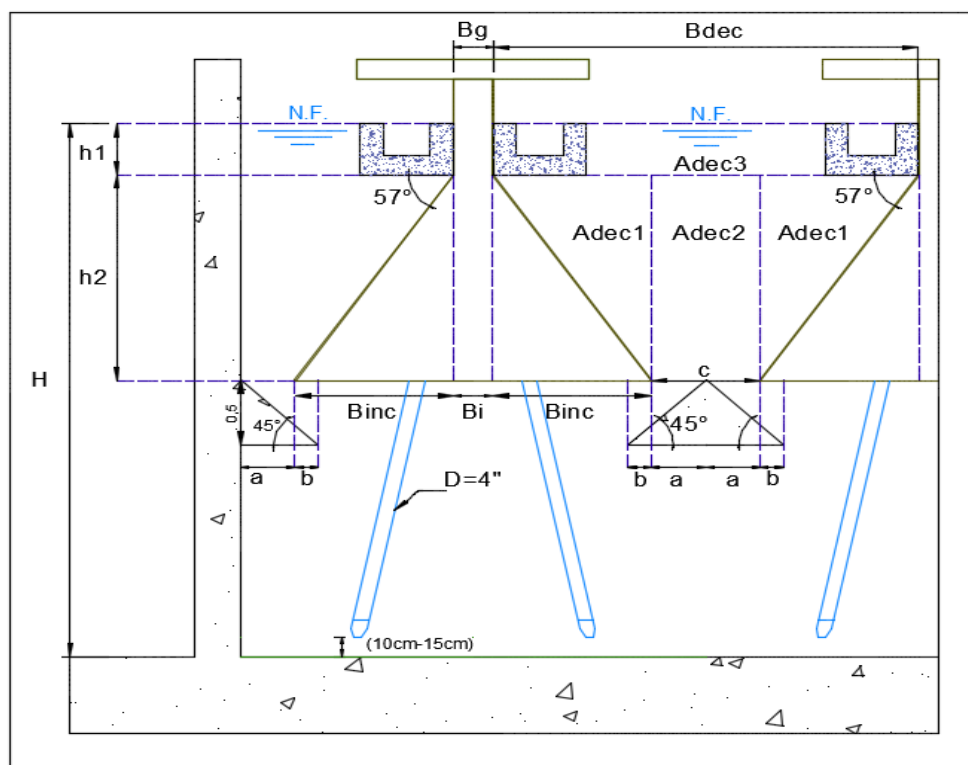 Bg Bdec
N.F. N.F.
h1
Adec3
57° 57°
Adec1 Adec2 Adec1
h2
H
c
0,5 45° Binc Bi Binc 45°
a b b a a b
D=4"
(10cm-15cm)